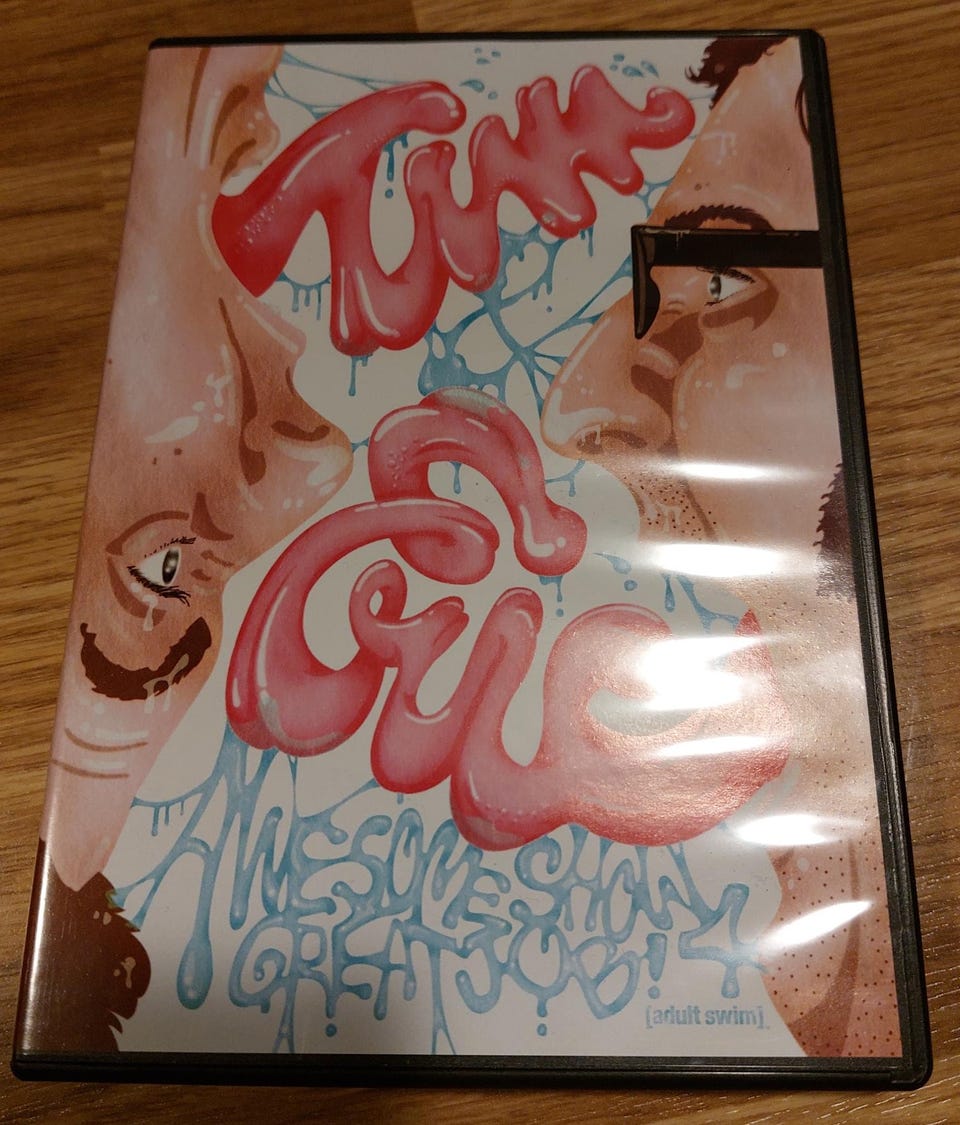 Tim
n
Eric
AWESOME SHOW,
GREAT JOB!
[adult swim]